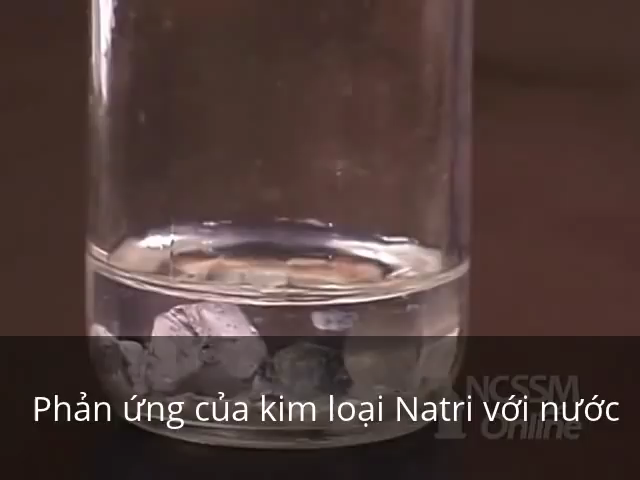 NCSSM
Online
Phản ứng của kim loại Natri với nước